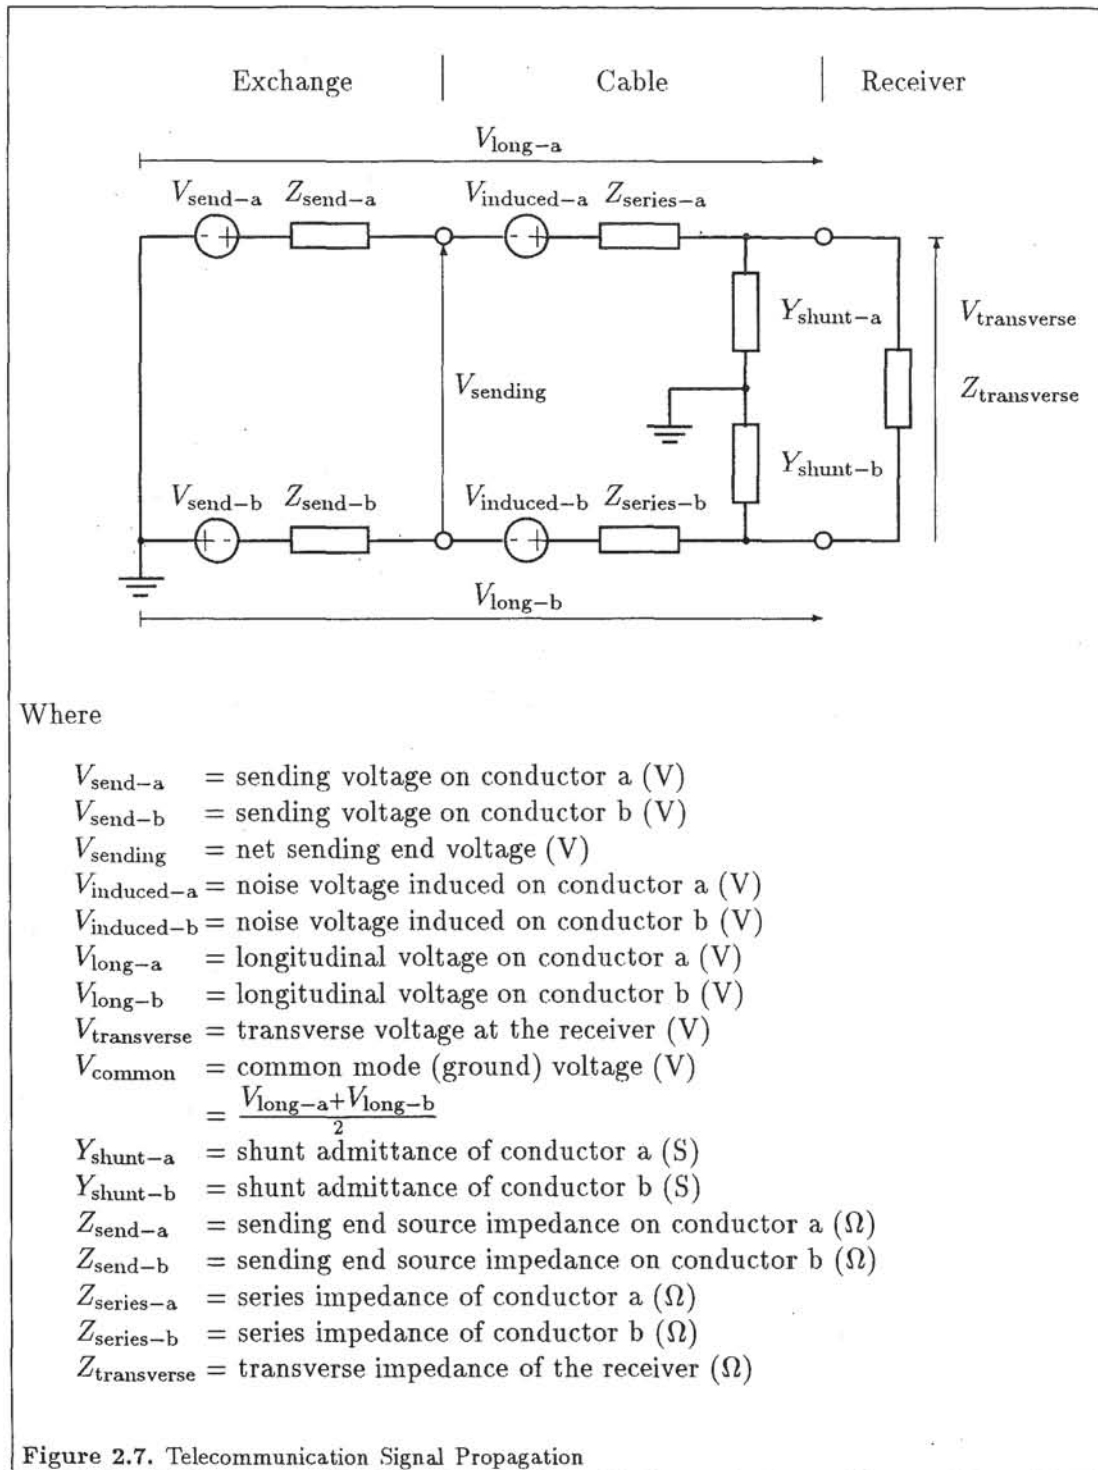 Exchange Cable Receiver
V_long−a
V_send−a Z_send−a V_induced−a Z_series−a
Y_shunt−a V_transverse
V_sending Z_transverse
Y_shunt−b
V_send−b Z_send−b V_induced−b Z_series−b
V_long−b
Where
V_send−a = sending voltage on conductor a (V)
V_send−b = sending voltage on conductor b (V)
V_sending = net sending end voltage (V)
V_induced−a = noise voltage induced on conductor a (V)
V_induced−b = noise voltage induced on conductor b (V)
V_long−a = longitudinal voltage on conductor a (V)
V_long−b = longitudinal voltage on conductor b (V)
V_transverse = transverse voltage at the receiver (V)
V_common = common mode (ground) voltage (V)
= (V_long−a+V_long−b)/2
Y_shunt−a = shunt admittance of conductor a (S)
Y_shunt−b = shunt admittance of conductor b (S)
Z_send−a = sending end source impedance on conductor a (Ω)
Z_send−b = sending end source impedance on conductor b (Ω)
Z_series−a = series impedance of conductor a (Ω)
Z_series−b = series impedance of conductor b (Ω)
Z_transverse = transverse impedance of the receiver (Ω)
Figure 2.7. Telecommunication Signal Propagation